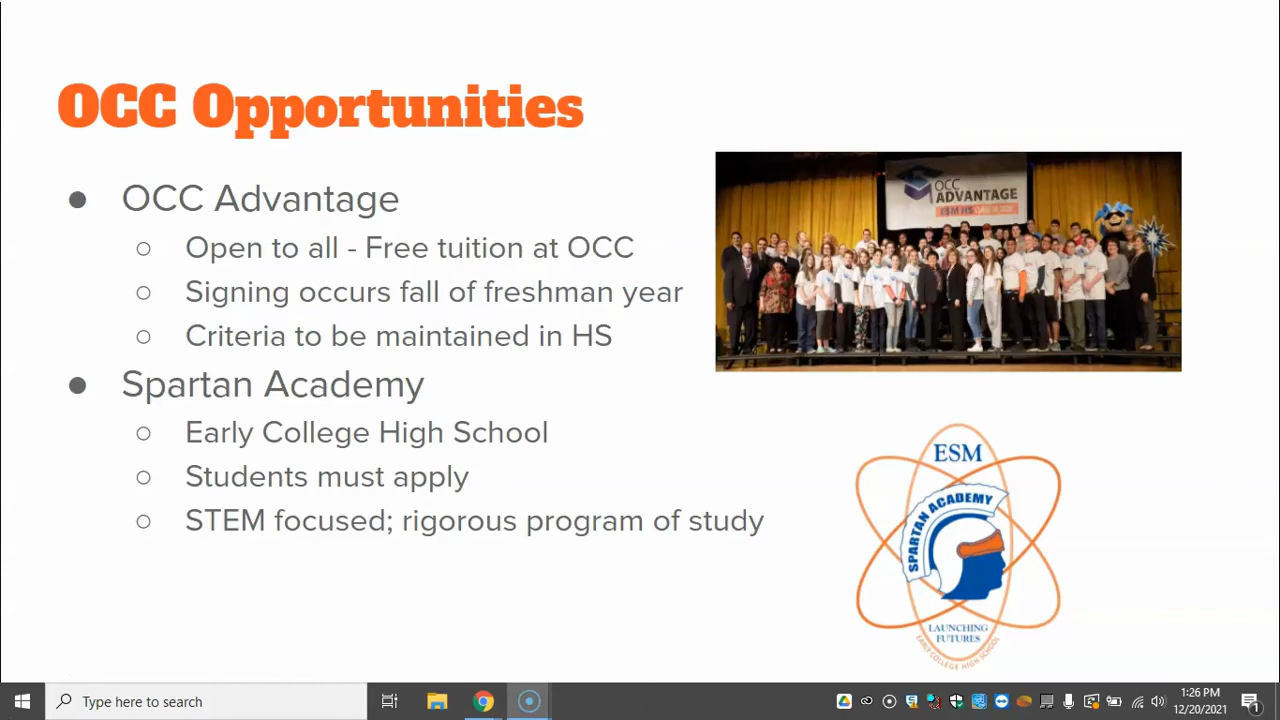 OCC Opportunities
OCC Advantage
Open to all - Free tuition at OCC
Signing occurs fall of freshman year
Criteria to be maintained in HS
Spartan Academy
Early College High School
Students must apply
STEM focused; rigorous program of study
OCC
ADVANTAGE
ESM HS
ESM
SPARTAN ACADEMY
LAUNCHING
FUTURES
EARLY COLLEGE HIGH SCHOOL
Type here to search
1:26 PM
12/20/2021
1